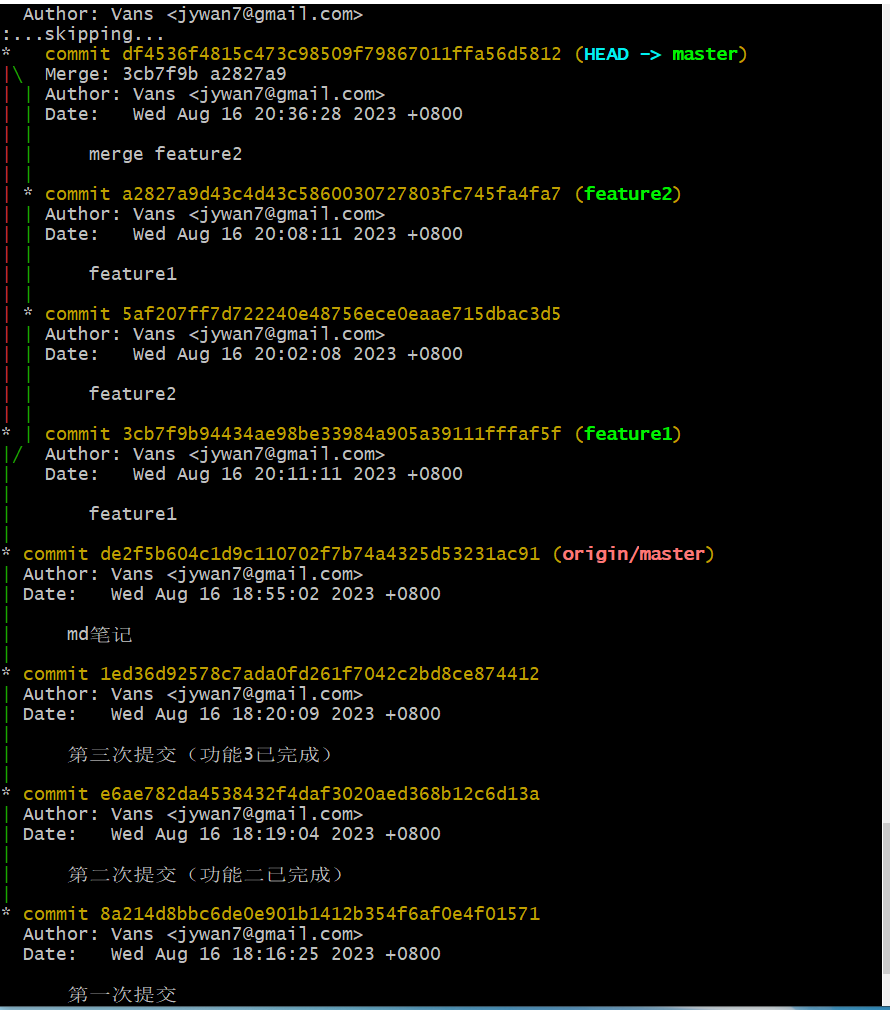 Author: Vans <jywan7@gmail.com>
:...skipping...
*   commit df4536f4815c473c98509f79867011ffa56d5812 (HEAD -> master)
|\  Merge: 3cb7f9b a2827a9
| | Author: Vans <jywan7@gmail.com>
| | Date:   Wed Aug 16 20:36:28 2023 +0800
| |
| |     merge feature2
| |
| * commit a2827a9d43c4d43c5860030727803fc745fa4fa7 (feature2)
| | Author: Vans <jywan7@gmail.com>
| | Date:   Wed Aug 16 20:08:11 2023 +0800
| |
| |     feature1
| |
| * commit 5af207ff7d722240e48756ece0eaae715dbac3d5
| | Author: Vans <jywan7@gmail.com>
| | Date:   Wed Aug 16 20:02:08 2023 +0800
| |
| |     feature2
| |
* | commit 3cb7f9b94434ae98be33984a905a39111fffaf5f (feature1)
|/  Author: Vans <jywan7@gmail.com>
|   Date:   Wed Aug 16 20:11:11 2023 +0800
|
|       feature1
|
* commit de2f5b604c1d9c110702f7b74a4325d53231ac91 (origin/master)
| Author: Vans <jywan7@gmail.com>
| Date:   Wed Aug 16 18:55:02 2023 +0800
|
|     md笔记
|
* commit 1ed36d92578c7ada0fd261f7042c2bd8ce874412
| Author: Vans <jywan7@gmail.com>
| Date:   Wed Aug 16 18:20:09 2023 +0800
|
|     第三次提交（功能3已完成）
|
* commit e6ae782da4538432f4daf3020aed368b12c6d13a
| Author: Vans <jywan7@gmail.com>
| Date:   Wed Aug 16 18:19:04 2023 +0800
|
|     第二次提交（功能二已完成）
|
* commit 8a214d8bbc6de0e901b1412b354f6af0e4f01571
  Author: Vans <jywan7@gmail.com>
  Date:   Wed Aug 16 18:16:25 2023 +0800

      第一次提交